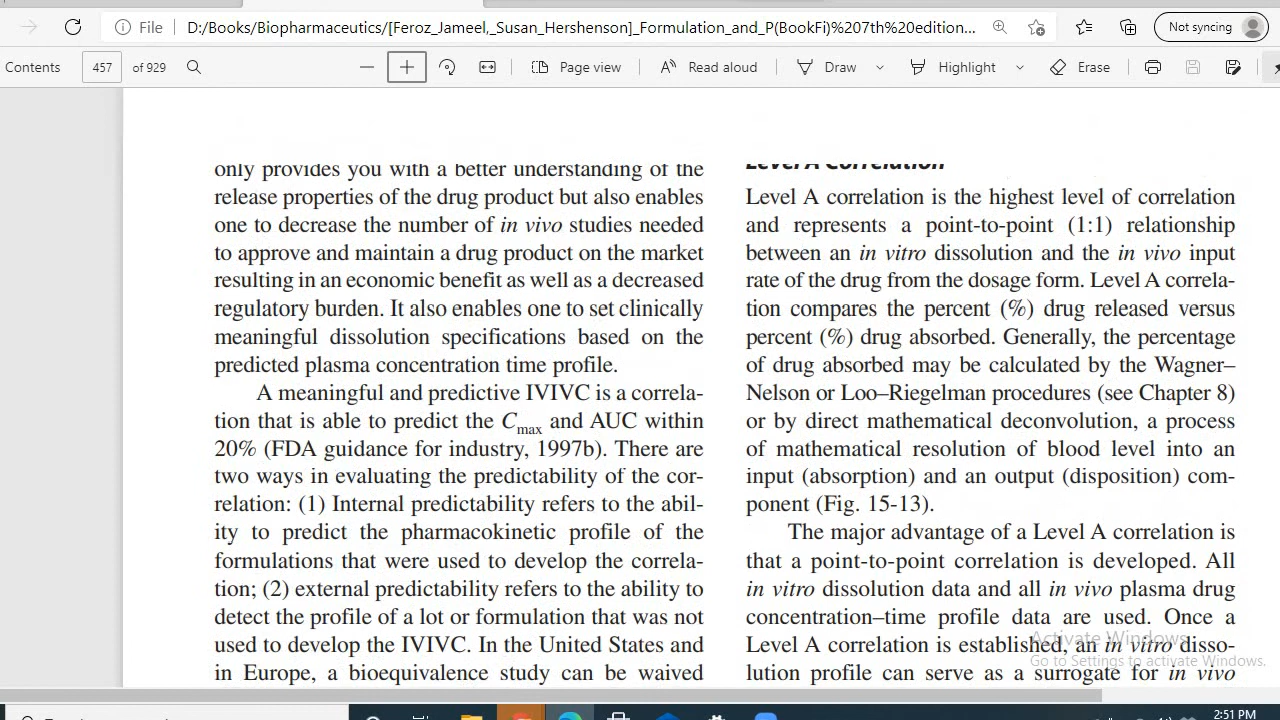 File
D:/Books/Biopharmaceutics/[Feroz_Jameel,_Susan_Hershenson]_Formulation_and_P(BookFi)%207th%20edition...
Not syncing
Contents
457
of 929
Page view
Read aloud
Draw
Highlight
Erase
only provides you with a better understanding of the
release properties of the drug product but also enables
one to decrease the number of in vivo studies needed
to approve and maintain a drug product on the market
resulting in an economic benefit as well as a decreased
regulatory burden. It also enables one to set clinically
meaningful dissolution specifications based on the
predicted plasma concentration time profile.
A meaningful and predictive IVIVC is a correla-
tion that is able to predict the Cmax and AUC within
20% (FDA guidance for industry, 1997b). There are
two ways in evaluating the predictability of the cor-
relation: (1) Internal predictability refers to the abil-
ity to predict the pharmacokinetic profile of the
formulations that were used to develop the correla-
tion; (2) external predictability refers to the ability to
detect the profile of a lot or formulation that was not
used to develop the IVIVC. In the United States and
in Europe, a bioequivalence study can be waived
Level A Correlation
Level A correlation is the highest level of correlation
and represents a point-to-point (1:1) relationship
between an in vitro dissolution and the in vivo input
rate of the drug from the dosage form. Level A correla-
tion compares the percent (%) drug released versus
percent (%) drug absorbed. Generally, the percentage
of drug absorbed may be calculated by the Wagner–
Nelson or Loo–Riegelman procedures (see Chapter 8)
or by direct mathematical deconvolution, a process
of mathematical resolution of blood level into an
input (absorption) and an output (disposition) com-
ponent (Fig. 15-13).
The major advantage of a Level A correlation is
that a point-to-point correlation is developed. All
in vitro dissolution data and all in vivo plasma drug
concentration–time profile data are used. Once a
Level A correlation is established, an in vitro disso-
lution profile can serve as a surrogate for in vivo
Activate Windows
Go to Settings to activate Windows.
2:51 PM